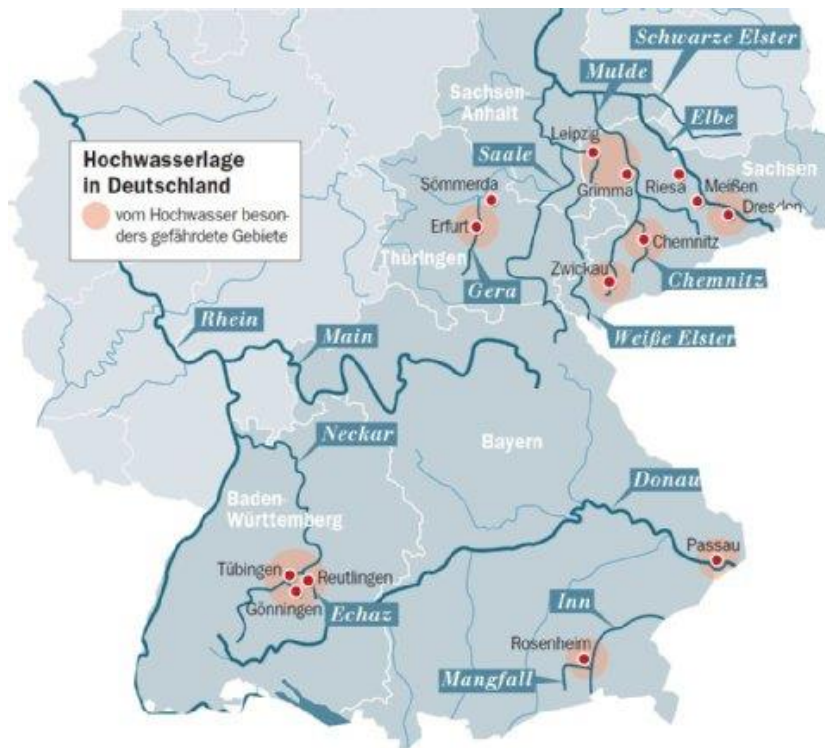 Schwarze Elster
Mulde
Sachsen-
Anhalt
Elbe
Leipzig
Saale
Sachsen
Hochwasserlage
in Deutschland
vom Hochwasser beson-
ders gefährdete Gebiete
Sömmerda
Grimma
Riesa
Meißen
Dresden
Erfurt
Chemnitz
Thüringen
Zwickau
Gera
Chemnitz
Rhein
Main
Weiße Elster
Neckar
Bayern
Donau
Baden-
Württemberg
Passau
Tübingen
Reutlingen
Gönningen
Echaz
Inn
Rosenheim
Mangfall